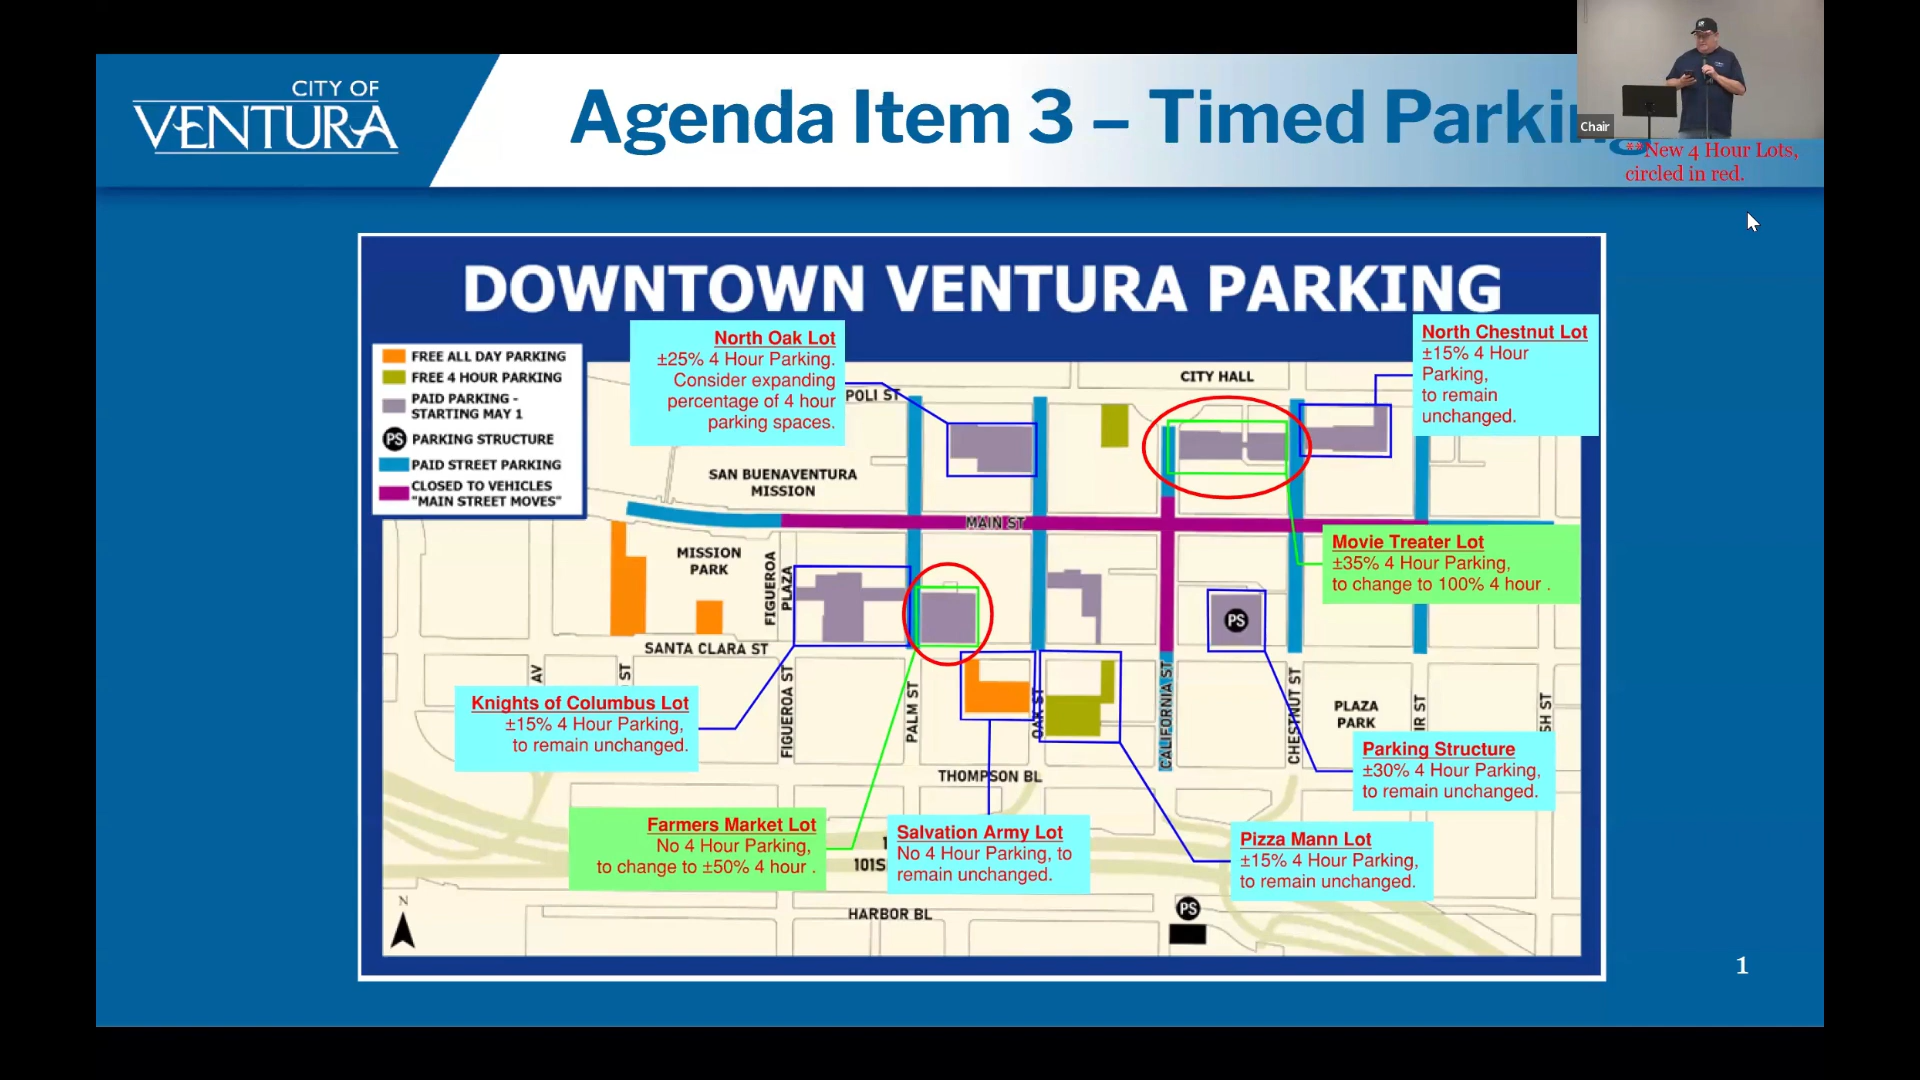 CITY OF
VENTURA
Agenda Item 3 – Timed Parking
Chair
**New 4 Hour Lots,
circled in red.
DOWNTOWN VENTURA PARKING
FREE ALL DAY PARKING
FREE 4 HOUR PARKING
PAID PARKING -
STARTING MAY 1
PS PARKING STRUCTURE
PAID STREET PARKING
CLOSED TO VEHICLES
"MAIN STREET MOVES"
North Oak Lot
±25% 4 Hour Parking.
Consider expanding
percentage of 4 hour
parking spaces.
North Chestnut Lot
±15% 4 Hour
Parking,
to remain
unchanged.
CITY HALL
POLI ST
SAN BUENAVENTURA
MISSION
MAIN ST
MISSION
PARK
FIGUEROA
PLAZA
Movie Treater Lot
±35% 4 Hour Parking,
to change to 100% 4 hour .
PS
SANTA CLARA ST
AV
ST
FIGUEROA ST
PALM ST
OAK ST
CALIFORNIA ST
CHESTNUT ST
PLAZA
PARK
IR ST
SH ST
Knights of Columbus Lot
±15% 4 Hour Parking,
to remain unchanged.
Parking Structure
±30% 4 Hour Parking,
to remain unchanged.
THOMPSON BL
Farmers Market Lot
No 4 Hour Parking,
to change to ±50% 4 hour .
Salvation Army Lot
No 4 Hour Parking, to
remain unchanged.
Pizza Mann Lot
±15% 4 Hour Parking,
to remain unchanged.
101S
N
HARBOR BL
PS
1